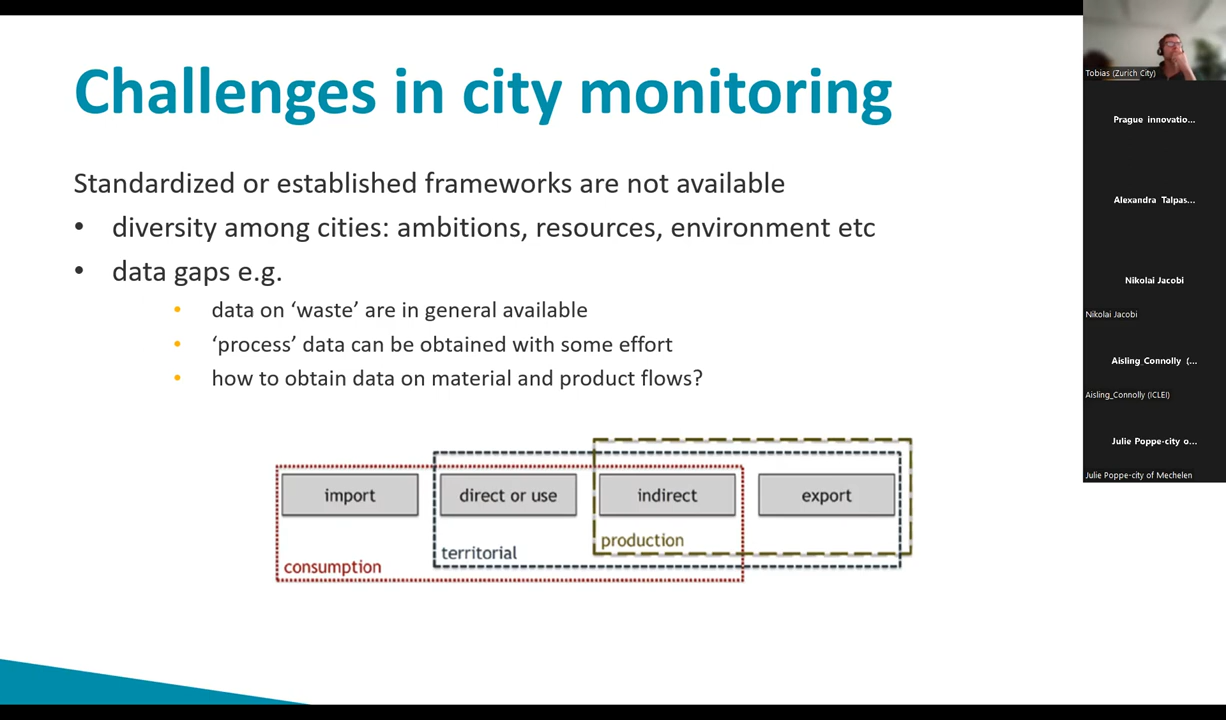 Challenges in city monitoring
Standardized or established frameworks are not available
• diversity among cities: ambitions, resources, environment etc
• data gaps e.g.
• data on ‘waste’ are in general available
• ‘process’ data can be obtained with some effort
• how to obtain data on material and product flows?
import
direct or use
indirect
export
production
territorial
consumption
Tobias (Zurich City)
Prague innovatio...
Alexandra Talpas...
Nikolai Jacobi
Nikolai Jacobi
Aisling_Connolly (...
Aisling_Connolly (ICLEI)
Julie Poppe-city o...
Julie Poppe-city of Mechelen